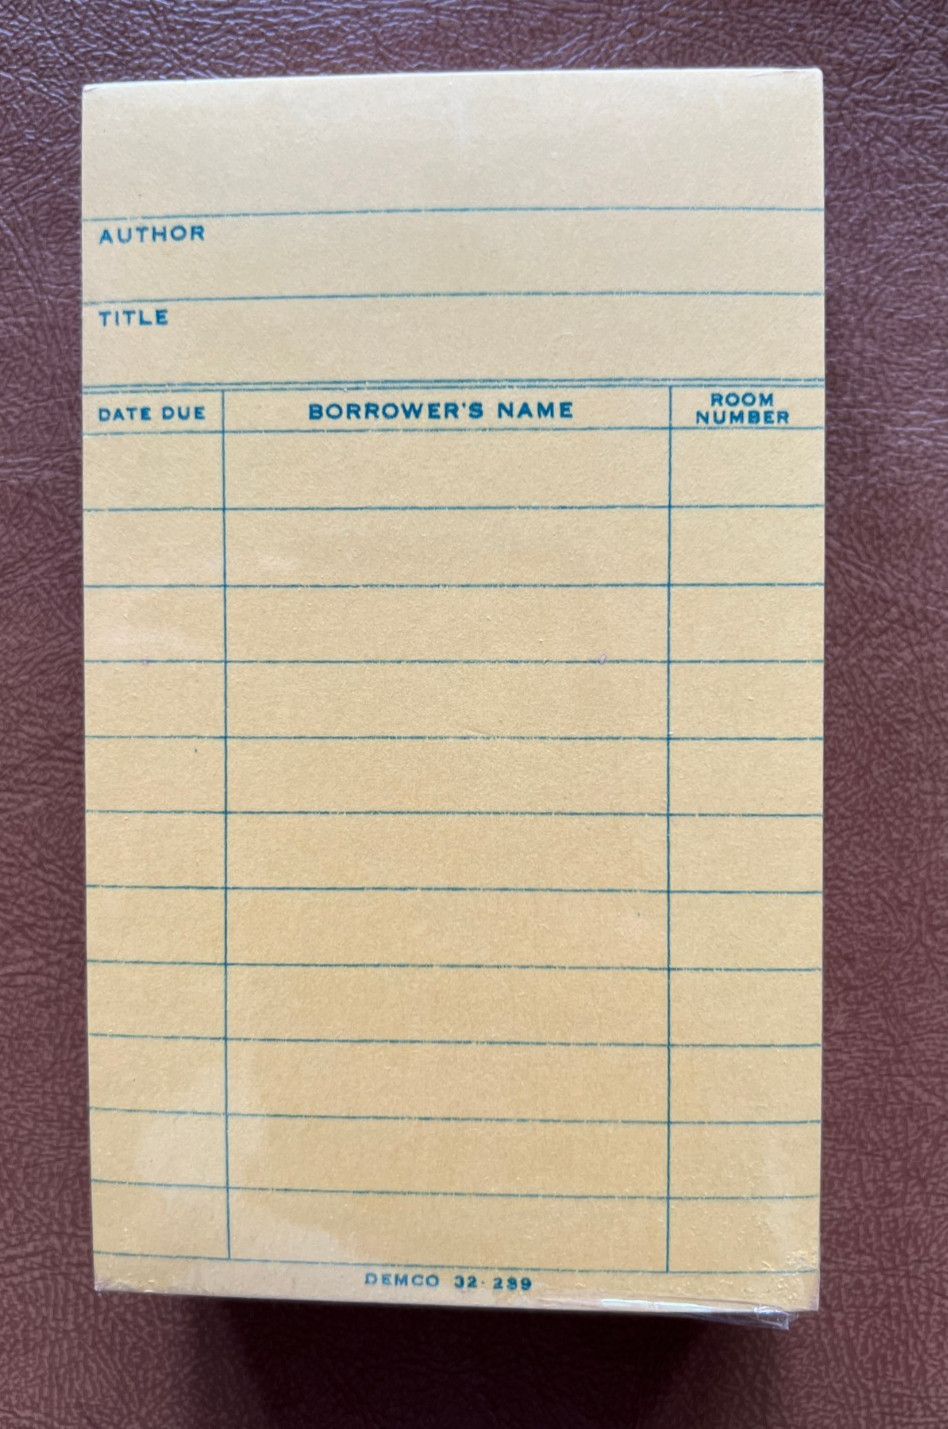 AUTHOR
TITLE
DATE DUE BORROWER'S NAME ROOM NUMBER
DEMCO 32-289